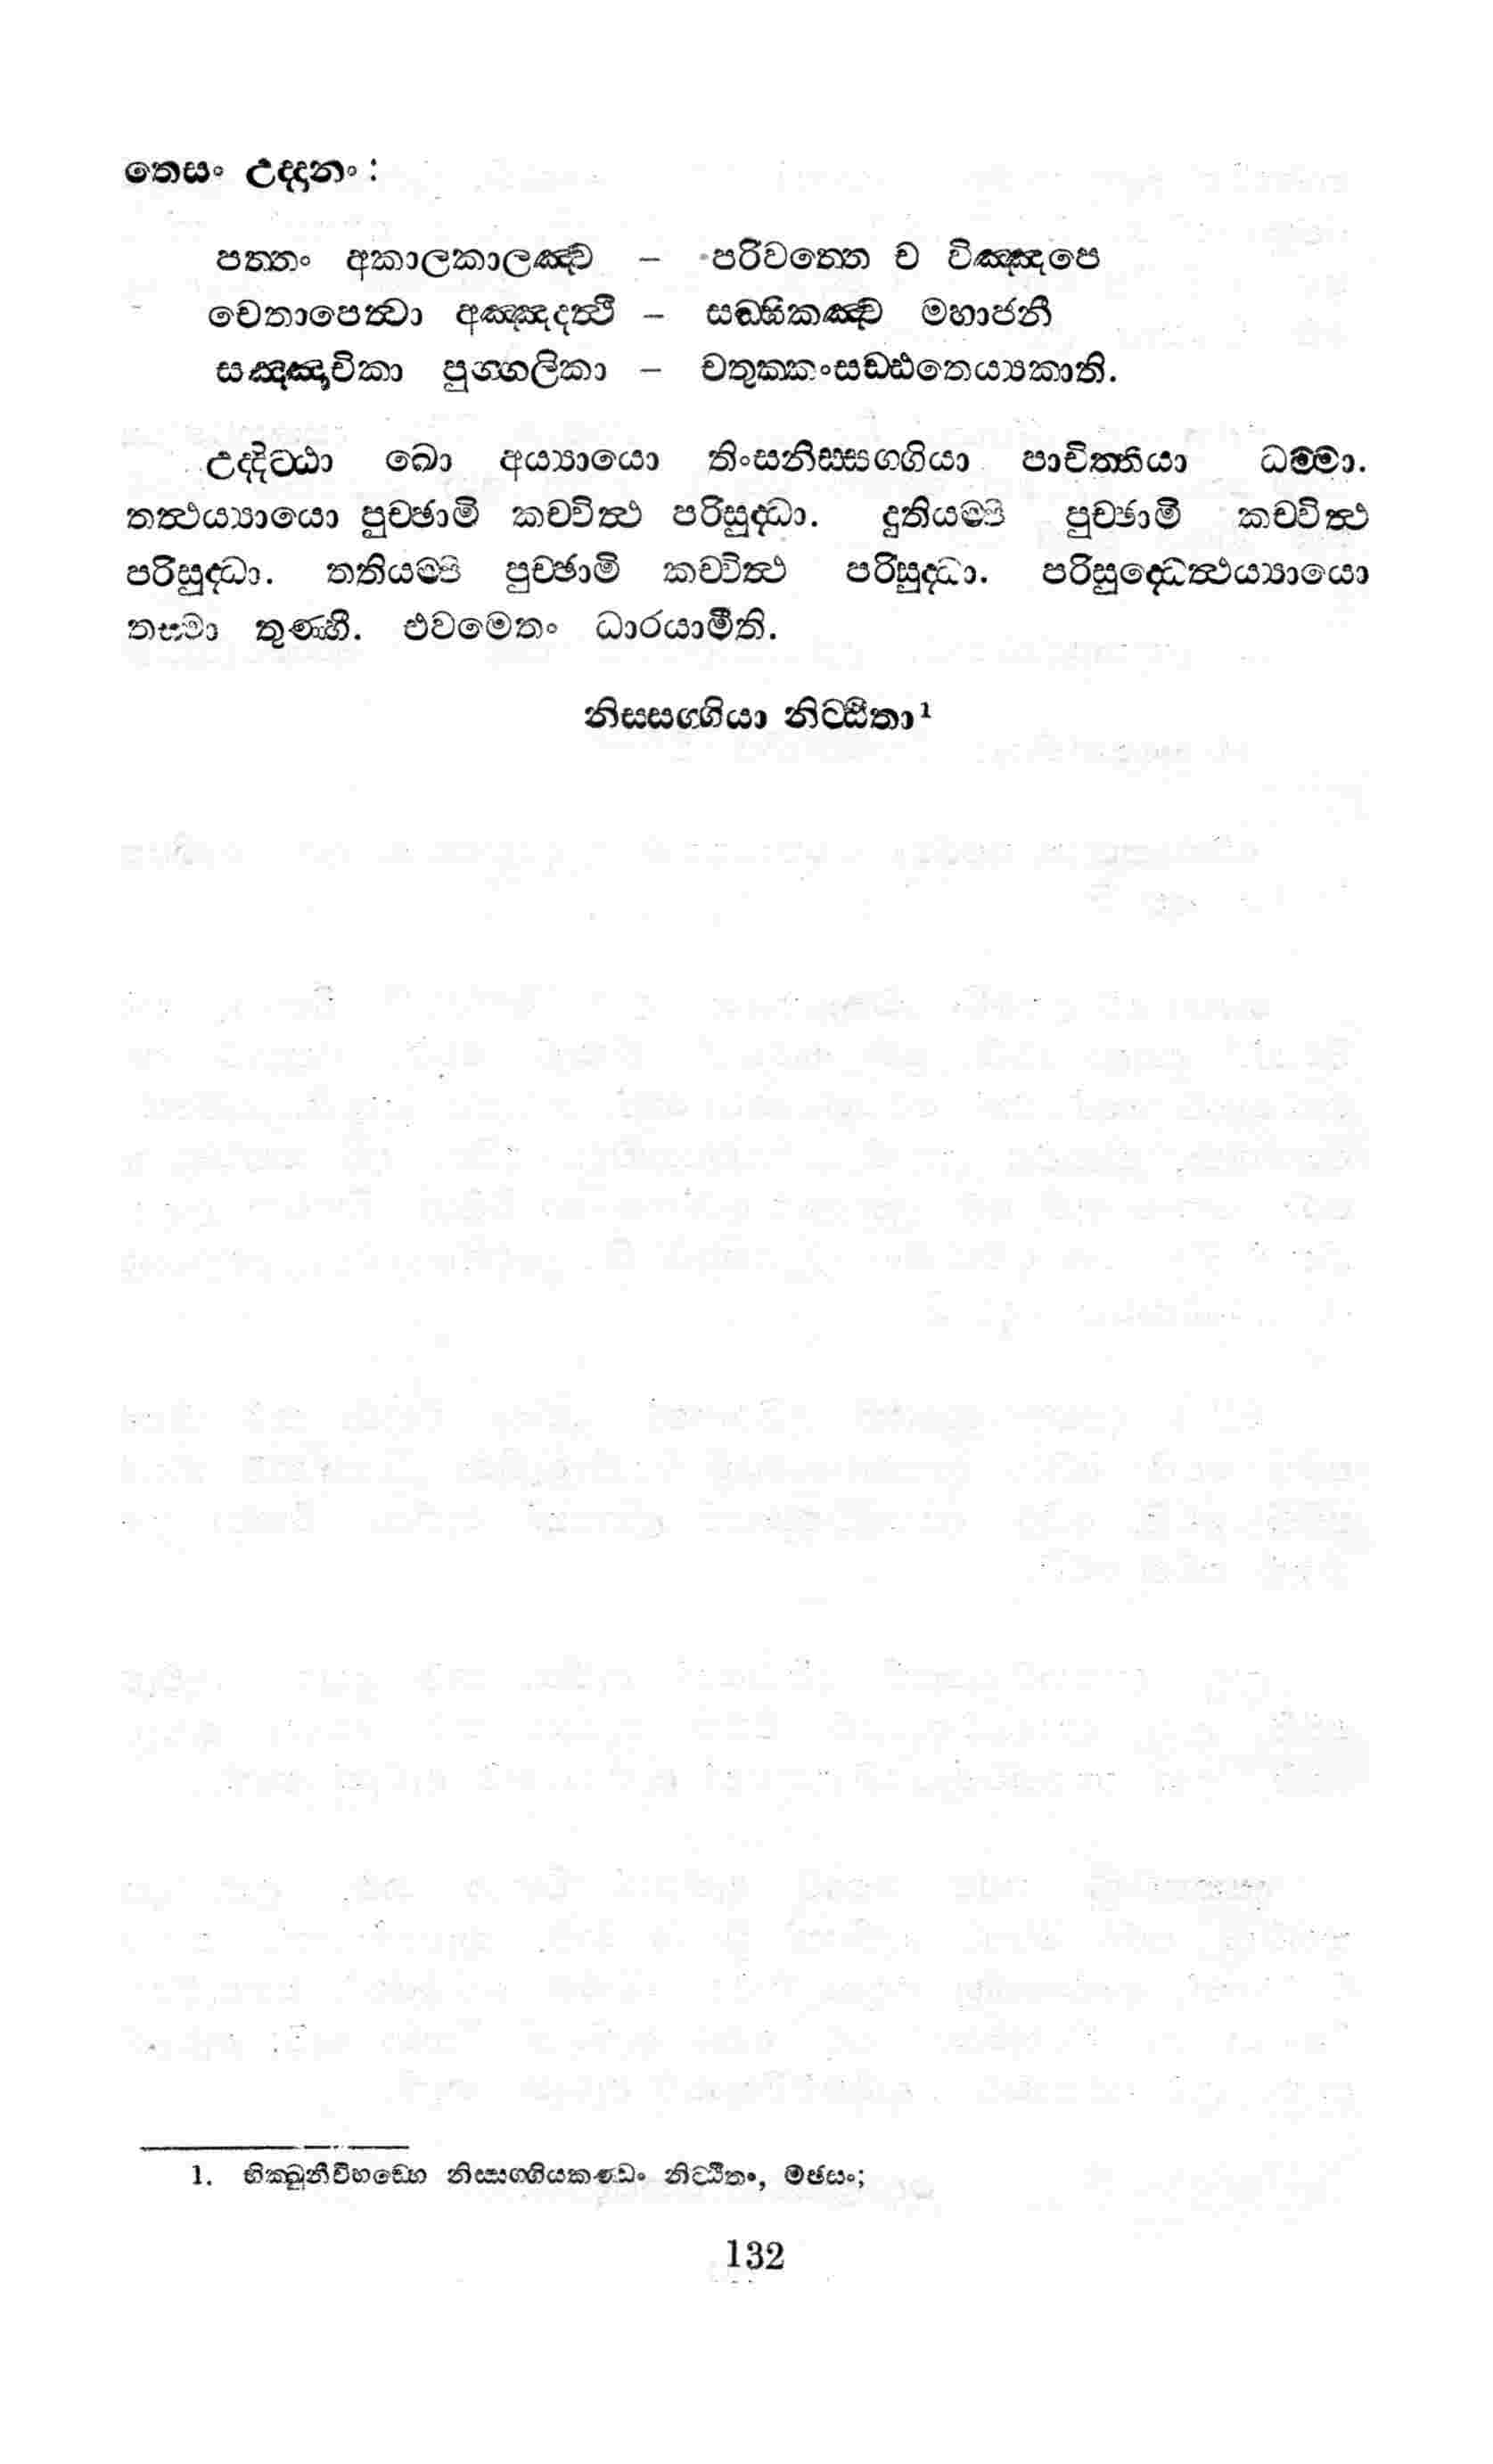 තෙසං උද්දානං :
පත්තං අකාලකාලඤ්ච – පරිවත්තෙ ච විඤ්ඤපෙ
චෙතාපෙත්වා අඤ්ඤදත්ථි – සඞ්ඝිකඤ්ච මහාජනී
සඤ්ඤාචිකා පුග්ගලිකා – චතුක්කංසඩ්ඪතෙය්‍යකාති.
උද්දිට්ඨා ඛො අය්‍යායො තිංසනිස්සග්ගියා පාචිත්තියා ධම්මා.
තත්ථය්‍යායො පුච්ඡාමි කච්චිත්ථ පරිසුද්ධා. දුතියම්පි පුච්ඡාමි කච්චිත්ථ
පරිසුද්ධා. තතියම්පි පුච්ඡාමි කච්චිත්ථ පරිසුද්ධා. පරිසුද්ධෙත්ථය්‍යායො
තස්මා තුණ්හී. එවමෙතං ධාරයාමීති.
නිස්සග්ගියා නිට්ඨිතා¹
1. භික්ඛුනීවිභඞ්ගෙ නිස්සග්ගියකණ්ඩං නිට්ඨිතං, මඡසං;
132